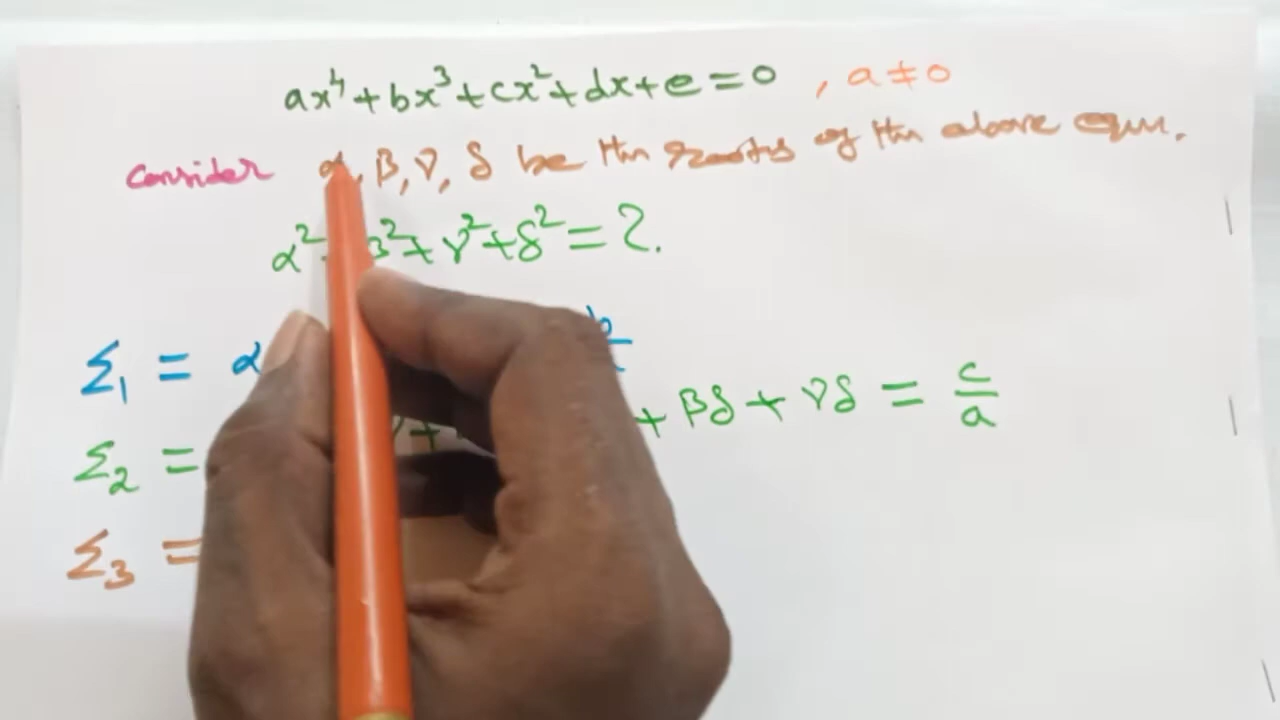 ax⁴+bx³+cx²+dx+e=0 , a≠0
Consider α, β, γ, δ be the roots of the above equn.
α² β²+γ²+δ²=?.
Σ₁ = α b
Σ₂ = + + βδ + γδ = c/a
Σ₃ =